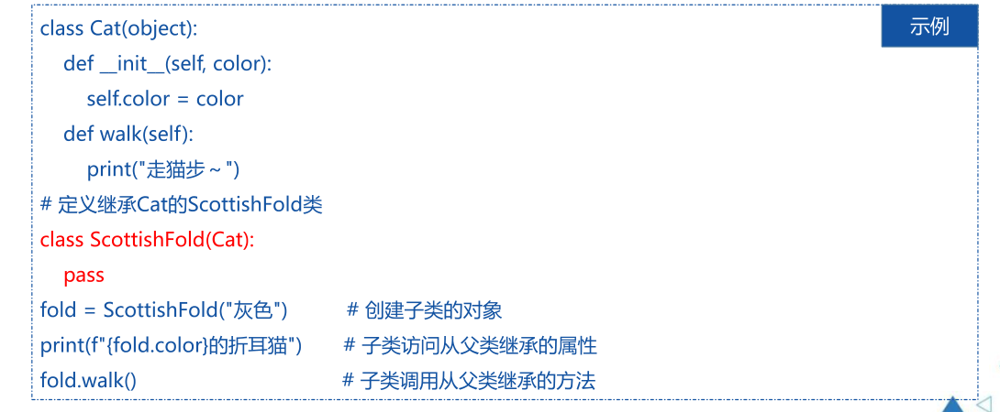 示例
class Cat(object):
def __init__(self, color):
self.color = color
def walk(self):
print("走猫步～")
# 定义继承Cat的ScottishFold类
class ScottishFold(Cat):
pass
fold = ScottishFold("灰色") # 创建子类的对象
print(f"{fold.color}的折耳猫") # 子类访问从父类继承的属性
fold.walk() # 子类调用从父类继承的方法